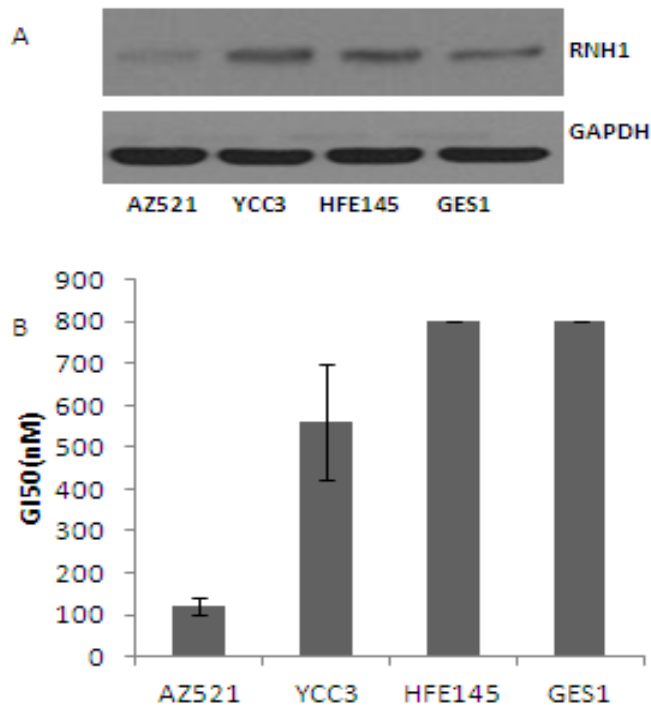 A
RNH1
GAPDH
AZ521 YCC3 HFE145 GES1
B
GI50(nM)
900
800
700
600
500
400
300
200
100
0
AZ521 YCC3 HFE145 GES1